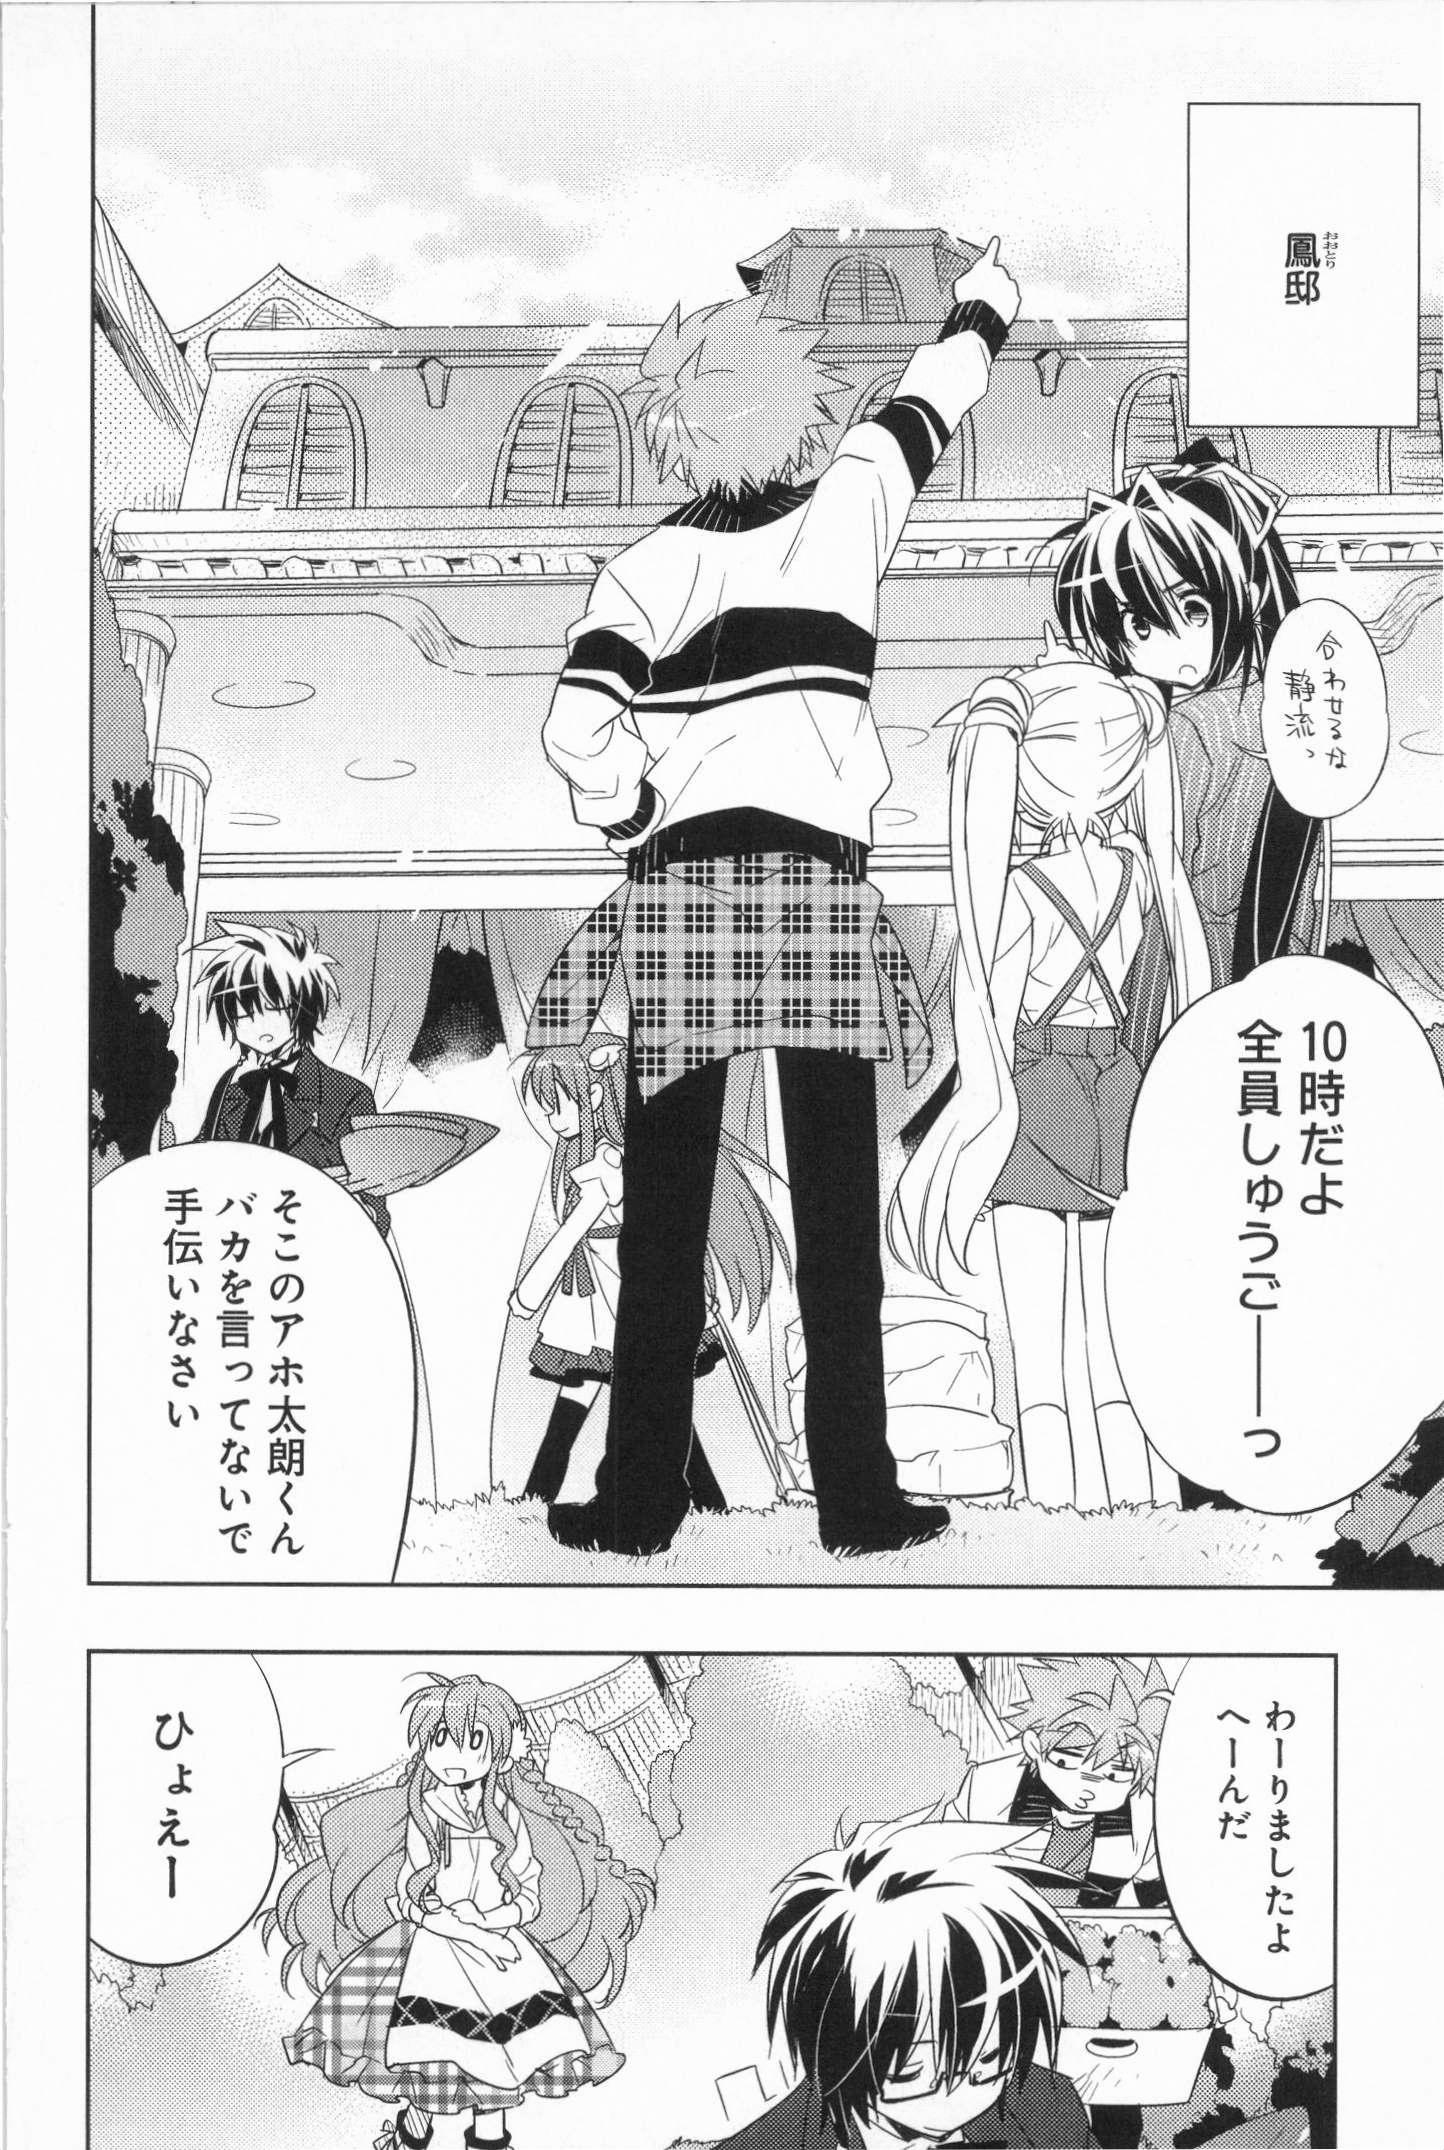 鳳邸
おおとり
合わせるな
静流っ
10時だよ
全員しゅうごーーっ
そこのアホ太朗くん
バカを言ってないで
手伝いなさい
わーりましたよ
へーんだ
ひょえー